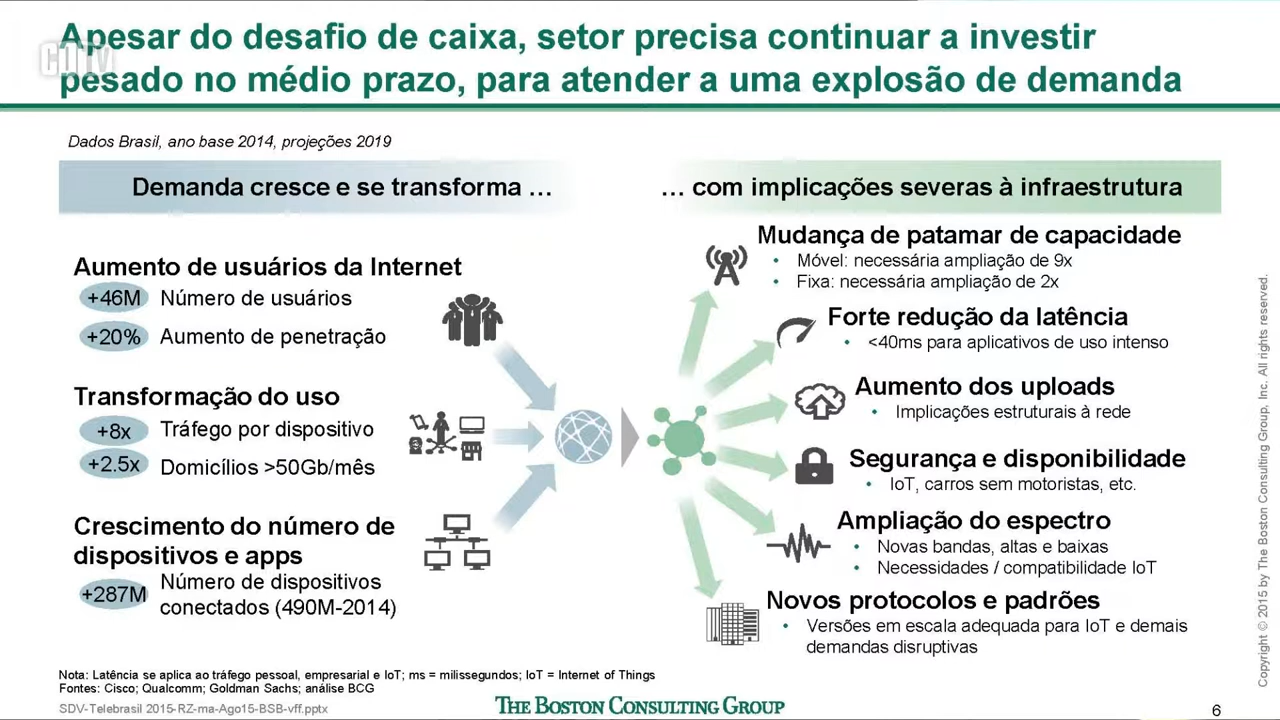 Apesar do desafio de caixa, setor precisa continuar a investir
pesado no médio prazo, para atender a uma explosão de demanda
Dados Brasil, ano base 2014, projeções 2019
Demanda cresce e se transforma …
Aumento de usuários da Internet
+46M Número de usuários
+20% Aumento de penetração
Transformação do uso
+8x Tráfego por dispositivo
+2.5x Domicílios >50Gb/mês
Crescimento do número de
dispositivos e apps
+287M Número de dispositivos
conectados (490M-2014)
… com implicações severas à infraestrutura
Mudança de patamar de capacidade
• Móvel: necessária ampliação de 9x
• Fixa: necessária ampliação de 2x
Forte redução da latência
• <40ms para aplicativos de uso intenso
Aumento dos uploads
• Implicações estruturais à rede
Segurança e disponibilidade
• IoT, carros sem motoristas, etc.
Ampliação do espectro
• Novas bandas, altas e baixas
• Necessidades / compatibilidade IoT
Novos protocolos e padrões
• Versões em escala adequada para IoT e demais
demandas disruptivas
Nota: Latência se aplica ao tráfego pessoal, empresarial e IoT; ms = milissegundos; IoT = Internet of Things
Fontes: Cisco; Qualcomm; Goldman Sachs; análise BCG
SDV-Telebrasil 2015-RZ-ma-Ago15-BSB-vff.pptx
THE BOSTON CONSULTING GROUP
6
Copyright © 2015 by The Boston Consulting Group, Inc. All rights reserved.